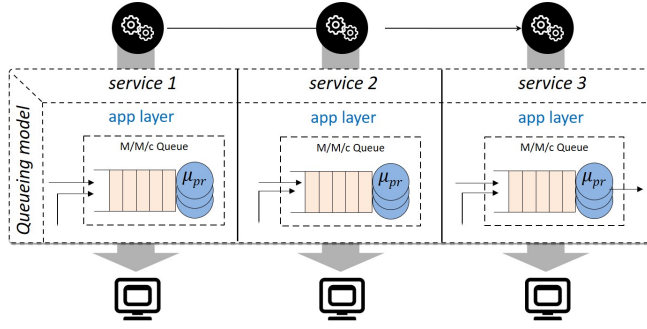 service 1
service 2
service 3
Queueing model
app layer
app layer
app layer
M/M/c Queue
M/M/c Queue
M/M/c Queue
μpr
μpr
μpr